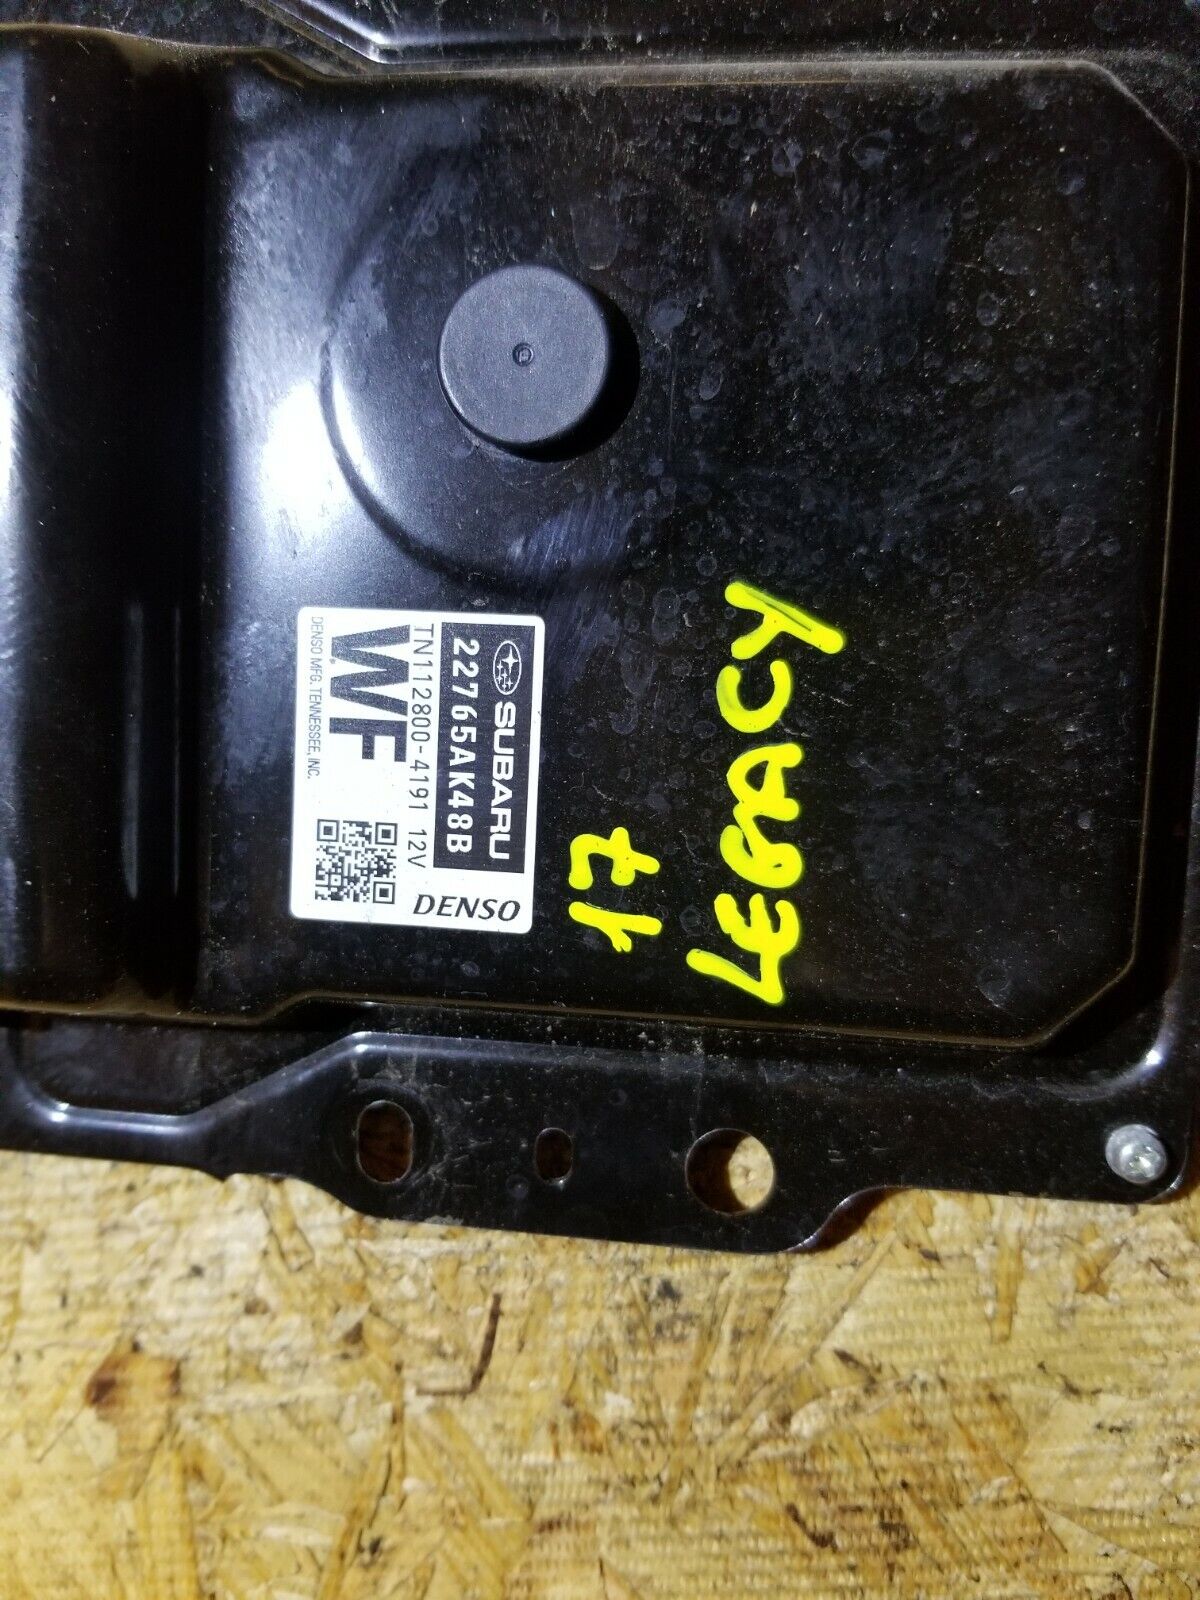 SUBARU
22765AK48B
DENSO
TN112800-4191 12V
WF
DENSO MFG. TENNESSEE, INC.
17
LEGACY